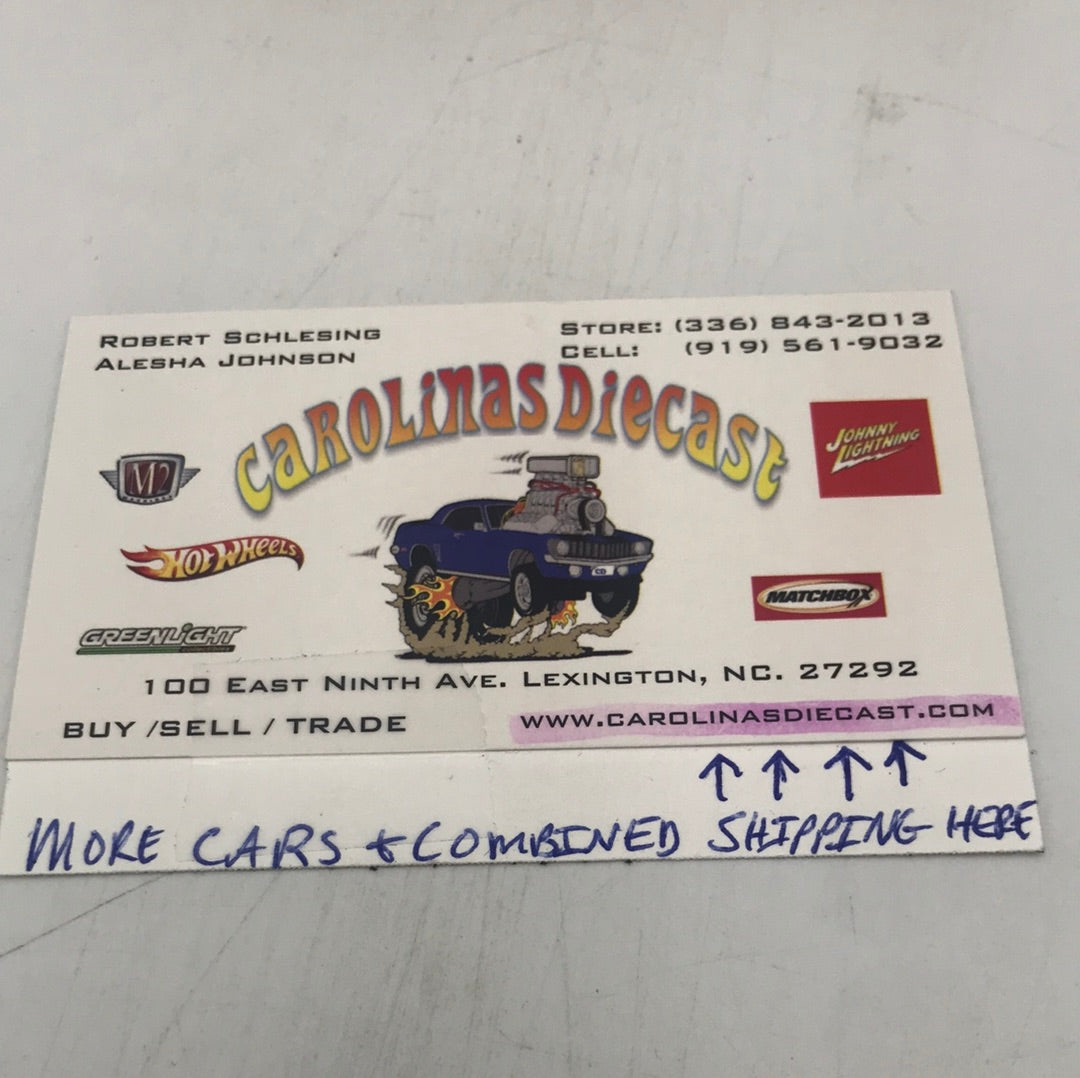 ROBERT SCHLESING
ALESHA JOHNSON
STORE: (336) 843-2013
CELL: (919) 561-9032
CAROLINAS DIECAST
M2
JOHNNY
LIGHTNING
HOT WHEELS
MATCHBOX
GREENLIGHT
100 EAST NINTH AVE. LEXINGTON, NC. 27292
BUY /SELL / TRADE
WWW.CAROLINASDIECAST.COM
↑ ↑ ↑ ↑
MORE CARS + COMBINED SHIPPING HERE